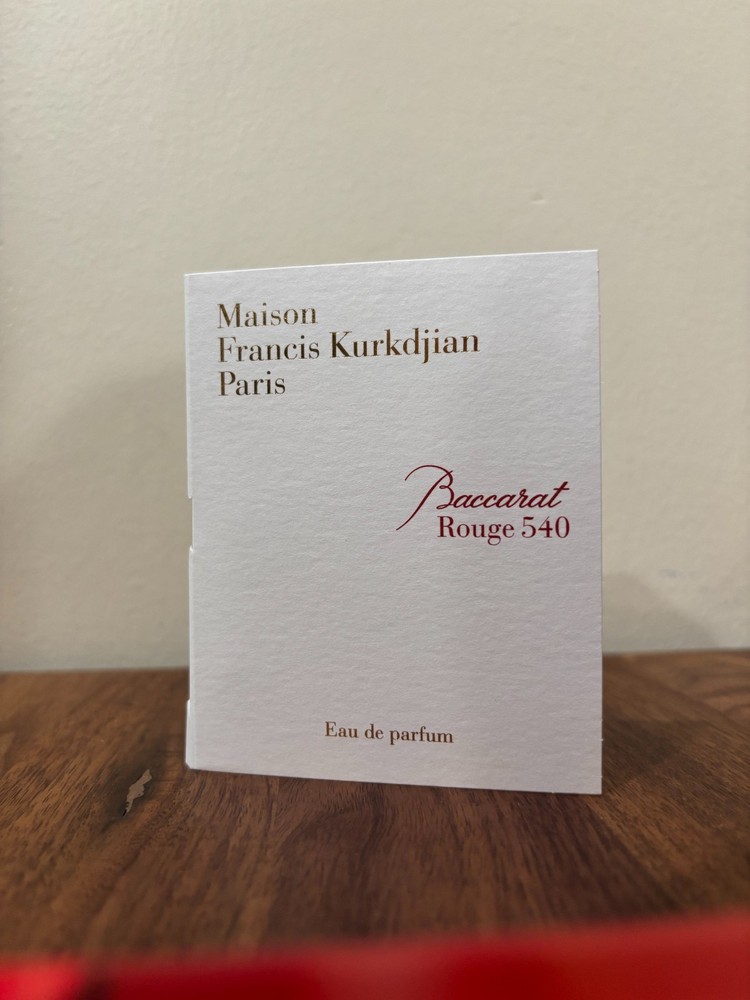 Maison
Francis Kurkdjian
Paris
Baccarat
Rouge 540
Eau de parfum